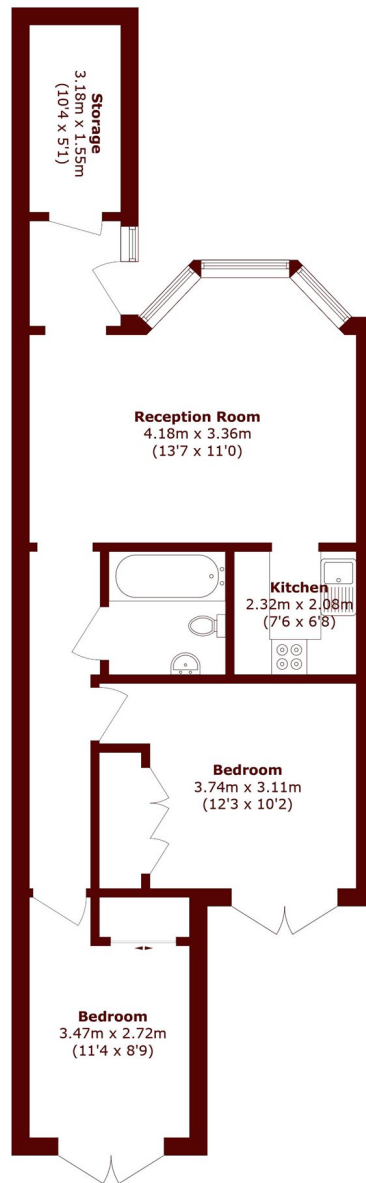 Storage
3.18m x 1.55m
(10'4 x 5'1)
Reception Room
4.18m x 3.36m
(13'7 x 11'0)
Kitchen
2.32m x 2.08m
(7'6 x 6'8)
Bedroom
3.74m x 3.11m
(12'3 x 10'2)
Bedroom
3.47m x 2.72m
(11'4 x 8'9)